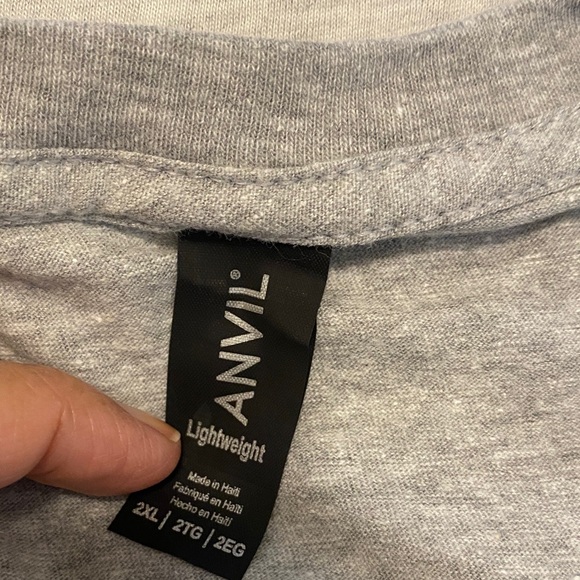 ANVIL®
Lightweight
Made in Haiti
Fabriqué en Haïti
Hecho en Haití
2XL | 2TG | 2EG